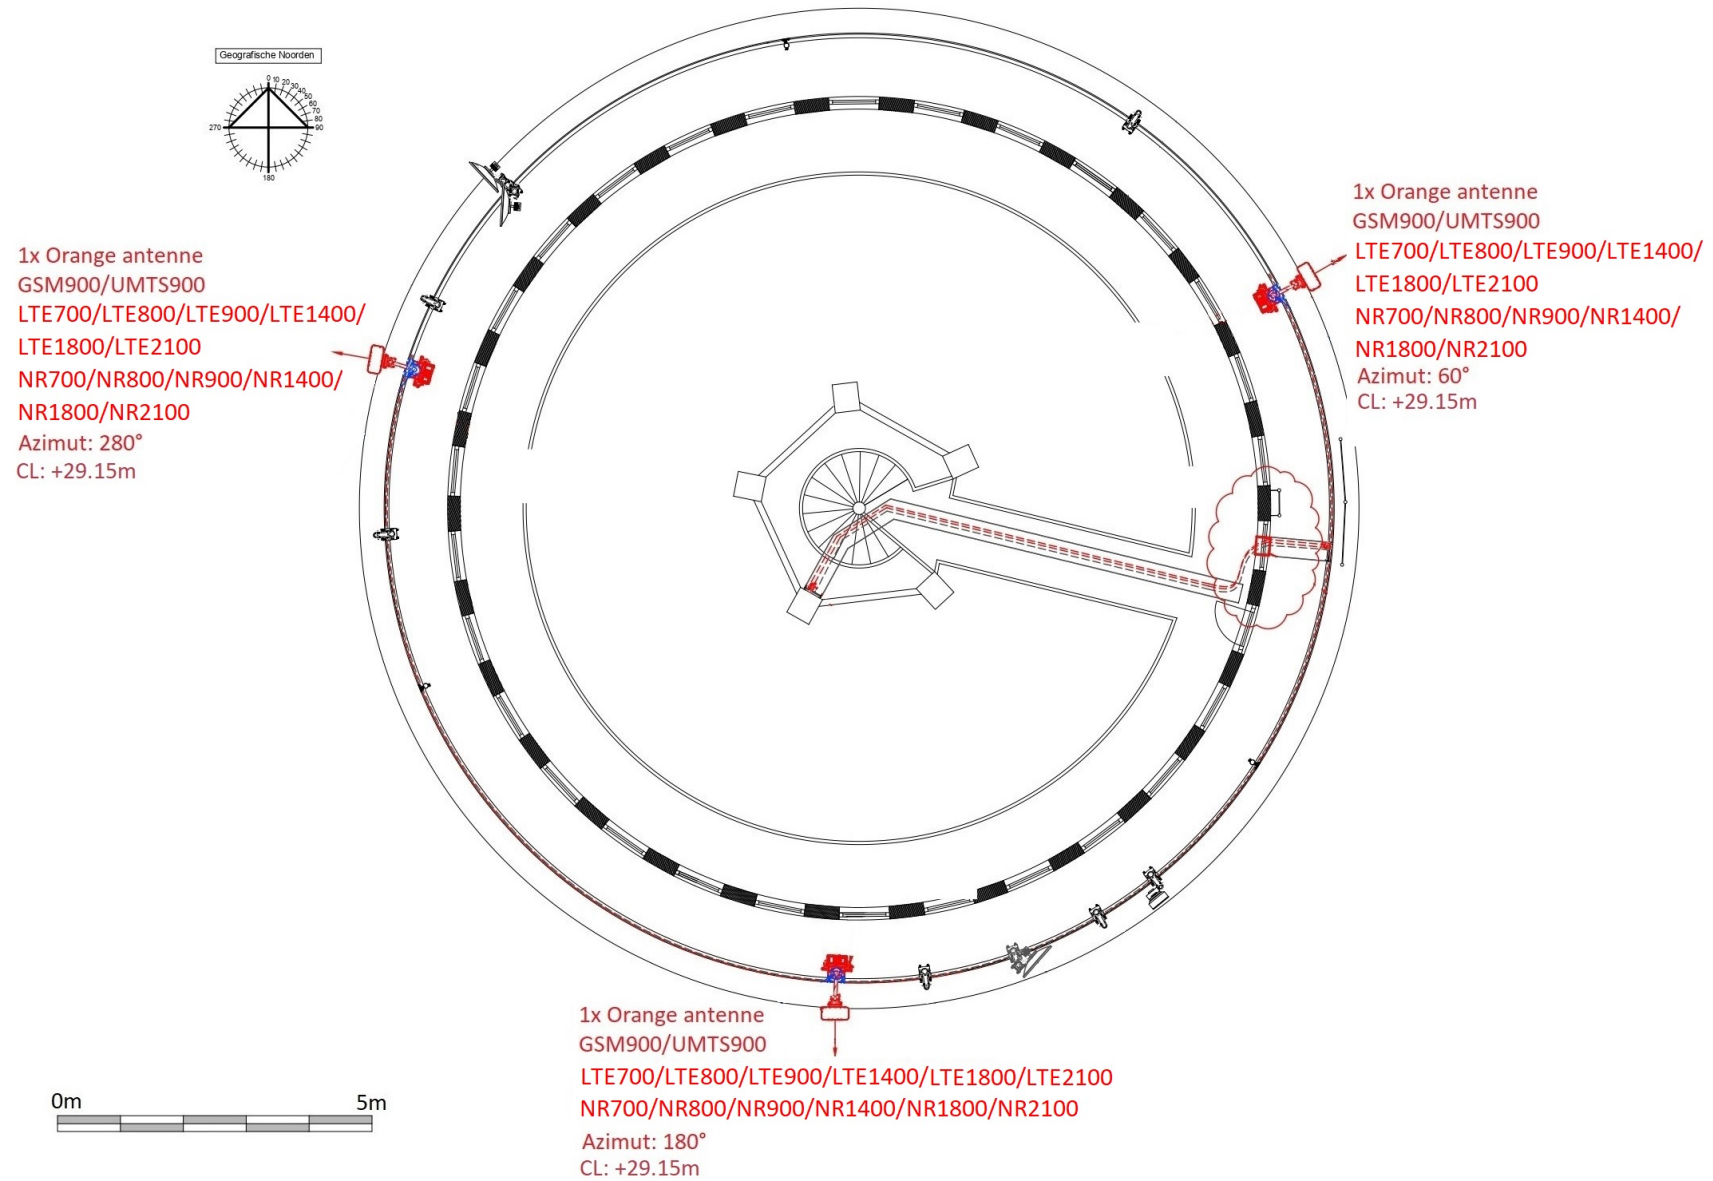 Geografische Noorden
0 10 20 30 40 50 60 70 80 90
270
180
1x Orange antenne
GSM900/UMTS900
LTE700/LTE800/LTE900/LTE1400/
LTE1800/LTE2100
NR700/NR800/NR900/NR1400/
NR1800/NR2100
Azimut: 60°
CL: +29.15m
1x Orange antenne
GSM900/UMTS900
LTE700/LTE800/LTE900/LTE1400/
LTE1800/LTE2100
NR700/NR800/NR900/NR1400/
NR1800/NR2100
Azimut: 280°
CL: +29.15m
1x Orange antenne
GSM900/UMTS900
LTE700/LTE800/LTE900/LTE1400/LTE1800/LTE2100
NR700/NR800/NR900/NR1400/NR1800/NR2100
Azimut: 180°
CL: +29.15m
0m 5m